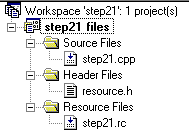 Workspace 'step21': 1 project(s)
step21 files
Source Files
step21.cpp
Header Files
resource.h
Resource Files
step21.rc